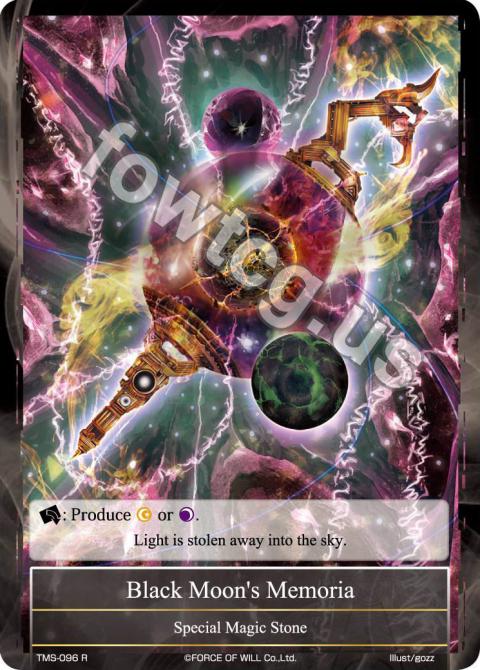 fowtcg.us
: Produce or .
Light is stolen away into the sky.
Black Moon's Memoria
Special Magic Stone
TMS-096 R ©FORCE OF WILL Co.,Ltd. Illust/gozz